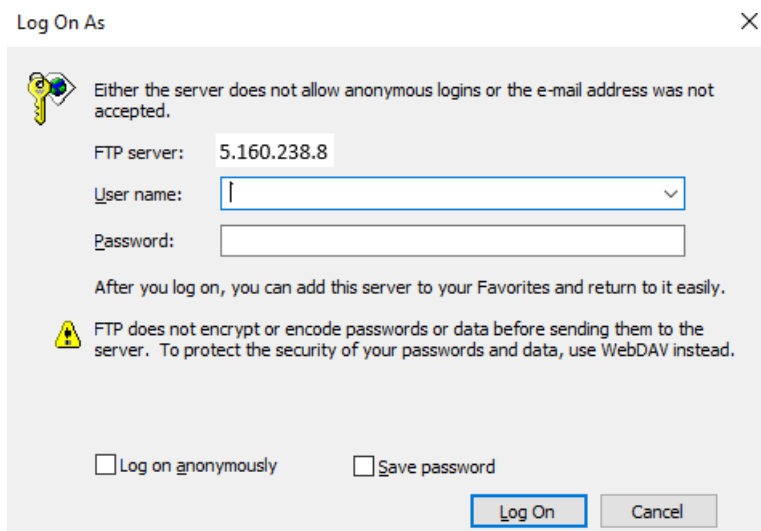 Log On As
Either the server does not allow anonymous logins or the e-mail address was not
accepted.
FTP server: 5.160.238.8
User name:
Password:
After you log on, you can add this server to your Favorites and return to it easily.
FTP does not encrypt or encode passwords or data before sending them to the
server. To protect the security of your passwords and data, use WebDAV instead.
Log on anonymously Save password
Log On Cancel